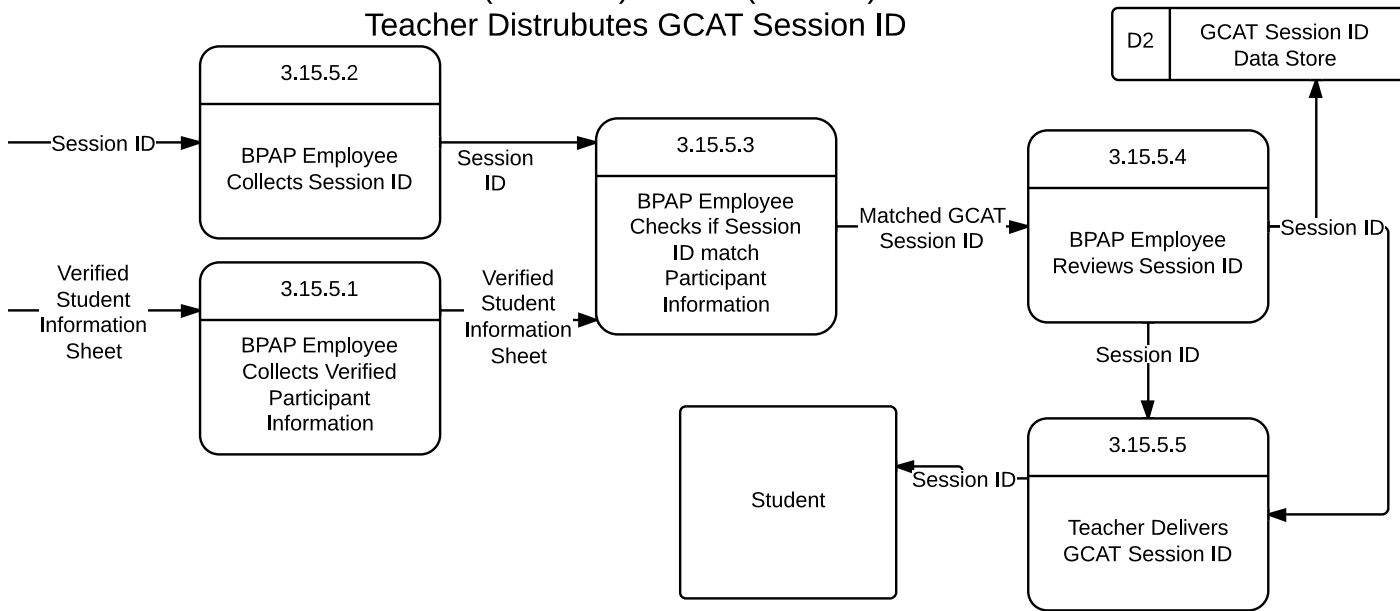 Teacher Distrubutes GCAT Session ID
D2
GCAT Session ID
Data Store
3.15.5.2
BPAP Employee
Collects Session ID
Session ID
Session
ID
3.15.5.3
BPAP Employee
Checks if Session
ID match
Participant
Information
Matched GCAT
Session ID
3.15.5.4
BPAP Employee
Reviews Session ID
Session ID
Verified
Student
Information
Sheet
3.15.5.1
BPAP Employee
Collects Verified
Participant
Information
Verified
Student
Information
Sheet
Session ID
Student
Session ID
3.15.5.5
Teacher Delivers
GCAT Session ID